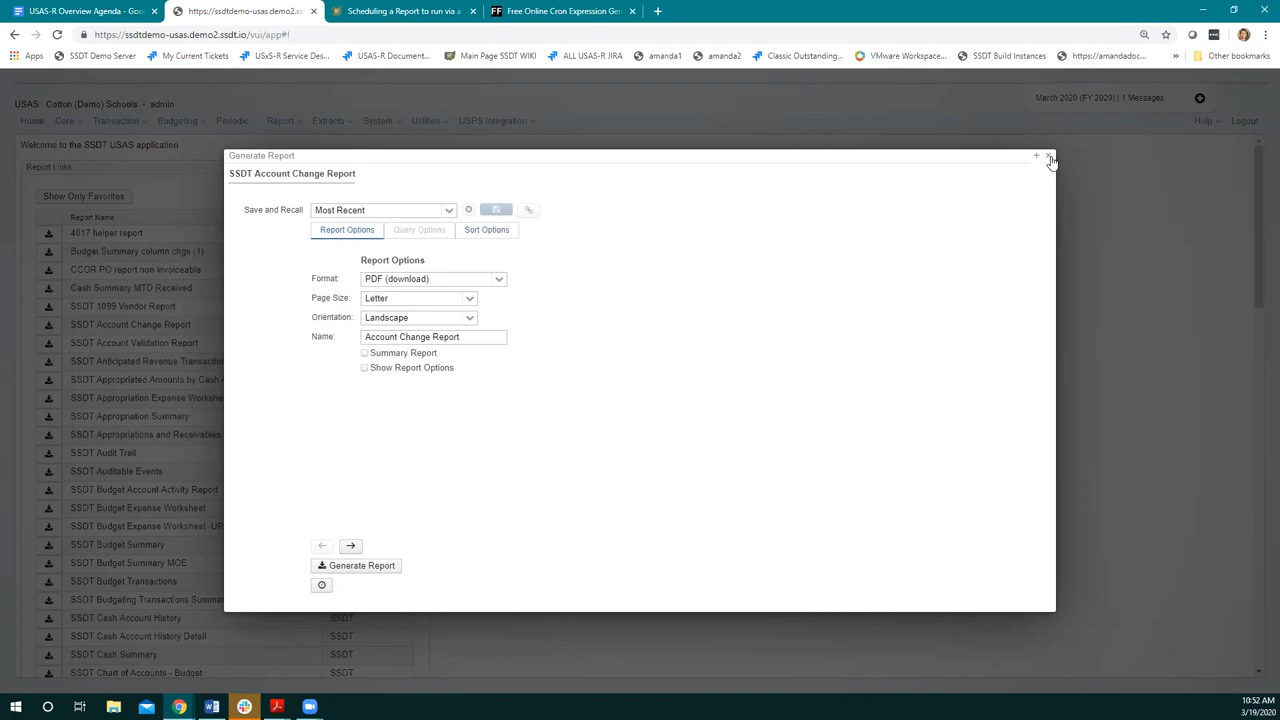 USAS-R Overview Agenda - Goo
https://ssdtdemo-usas.demo2.ss
Scheduling a Report to run via a
Free Online Cron Expression Gen
https://ssdtdemo-usas.demo2.ssdt.io/vui/app#!
Apps
SSDT Demo Server
My Current Tickets
USxS-R Service Des...
USAS-R Document...
Main Page SSDT WIKI
ALL USAS-R JIRA
amanda1
amanda2
Classic Outstanding...
VMware Workspace...
SSDT Build Instances
https://amandadoc...
Other bookmarks
USAS: Cotton (Demo) Schools - admin
March 2020 (FY 2020) | 1 Messages
Home
Core
Transaction
Budgeting
Periodic
Report
Extracts
System
Utilities
USPS Integration
Help
Logout
Welcome to the SSDT USAS application
Report Links
Show Only Favorites
Report Name
4017 helper report
Budget Summary column chgs (1)
CCOR PO report non invoiceable
Cash Summary MTD Received
SSDT 1099 Vendor Report
SSDT Account Change Report
SSDT Account Validation Report
SSDT Anticipated Revenue Transaction
SSDT Appropriated Amounts by Cash A
SSDT Appropriation Expense Workshee
SSDT Appropriation Summary
SSDT Appropriations and Receivables
SSDT Audit Trail
SSDT Auditable Events
SSDT Budget Account Activity Report
SSDT Budget Expense Worksheet
SSDT Budget Expense Worksheet -UP
SSDT Budget Summary
SSDT Budget Summary MOE
SSDT Budget Transactions
SSDT Budgeting Transactions Summar
SSDT Cash Account History
SSDT
SSDT Cash Account History Detail
SSDT
SSDT Cash Summary
SSDT
SSDT Chart of Accounts - Budget
SSDT
Generate Report
SSDT Account Change Report
Save and Recall
Most Recent
Report Options
Query Options
Sort Options
Report Options
Format:
PDF (download)
Page Size:
Letter
Orientation:
Landscape
Name:
Account Change Report
Summary Report
Show Report Options
Generate Report
10:52 AM
3/19/2020